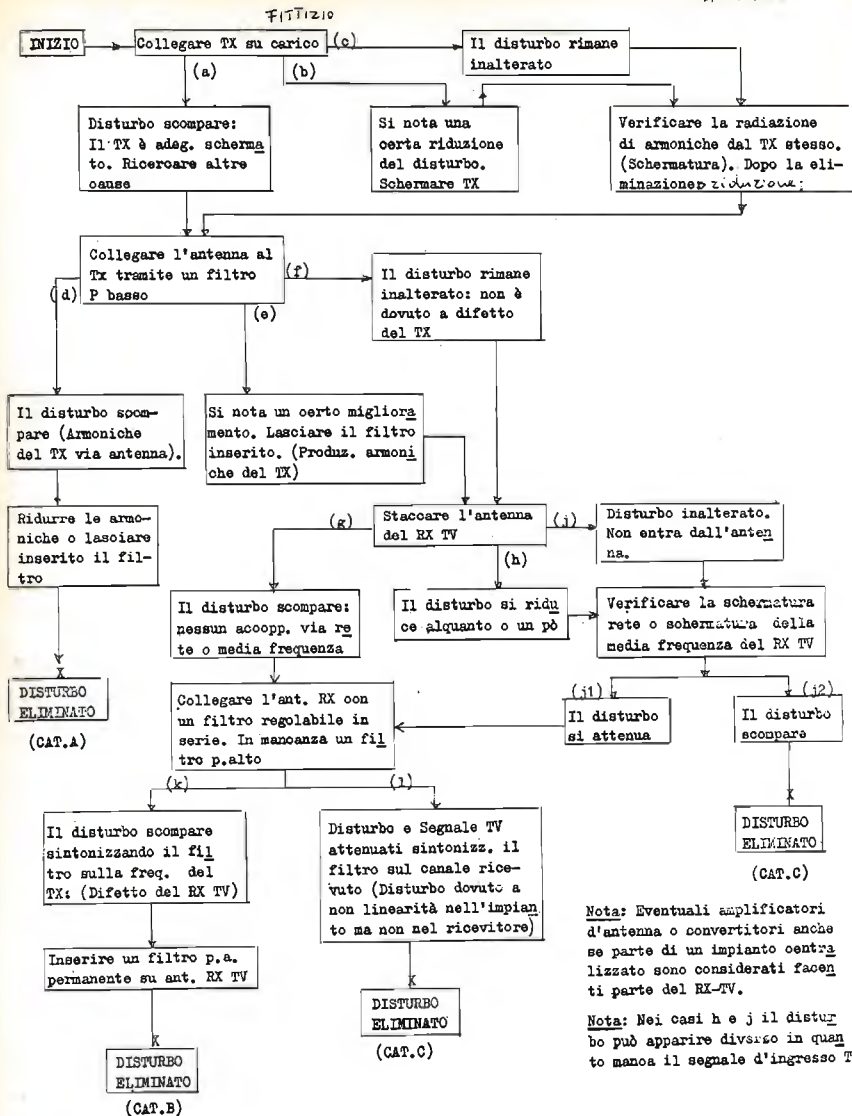 FITTIZIO
INIZIO
Collegare TX su carico
(c)
Il disturbo rimane
inalterato
(a)
(b)
Disturbo scompare:
Il TX è adeg. scherma
to. Ricercare altre
cause
Si nota una
certa riduzione
del disturbo.
Schermare TX
Verificare la radiazione
di armoniche dal TX stesso.
(Schermatura). Dopo la eli-
minazione riduzione:
Collegare l'antenna al
Tx tramite un filtro
P basso
(d)
(e)
(f)
Il disturbo rimane
inalterato: non è
dovuto a difetto
del TX
Il disturbo scom-
pare (Armoniche
del TX via antenna).
Si nota un certo migliora
mento. Lasciare il filtro
inserito. (Produz. armoni
che del TX)
Ridurre le armo-
niche o lasciare
inserito il fil-
tro
(g)
Staccare l'antenna
del RX TV
(j)
(h)
Disturbo inalterato.
Non entra dall'anten
na.
Il disturbo scompare:
nessun accopp. via re
te o media frequenza
Il disturbo si ridu
ce alquanto o un pò
Verificare la schermatura
rete o schermatura della
media frequenza del RX TV
X
DISTURBO
ELIMINATO
(CAT.A)
Collegare l'ant. RX con
un filtro regolabile in
serie. In mancanza un fil
tro p.alto
(j1)
Il disturbo
si attenua
(j2)
Il disturbo
scompare
(k)
(l)
Il disturbo scompare
sintonizzando il fil
tro sulla freq. del
TX: (Difetto del RX TV)
Disturbo e Segnale TV
attenuati sintonizz. il
filtro sul canale rice-
vuto (Disturbo dovuto a
non linearità nell'impian
to ma non nel ricevitore)
X
DISTURBO
ELIMINATO
(CAT.C)
Inserire un filtro p.a.
permanente su ant. RX TV
X
DISTURBO
ELIMINATO
(CAT.C)
X
DISTURBO
ELIMINATO
(CAT.B)
Nota: Eventuali amplificatori
d'antenna o convertitori anche
se parte di un impianto centra
lizzato sono considerati facen
ti parte del RX-TV.
Nota: Nei casi h e j il distur
bo può apparire diverso in quan
to manca il segnale d'ingresso T